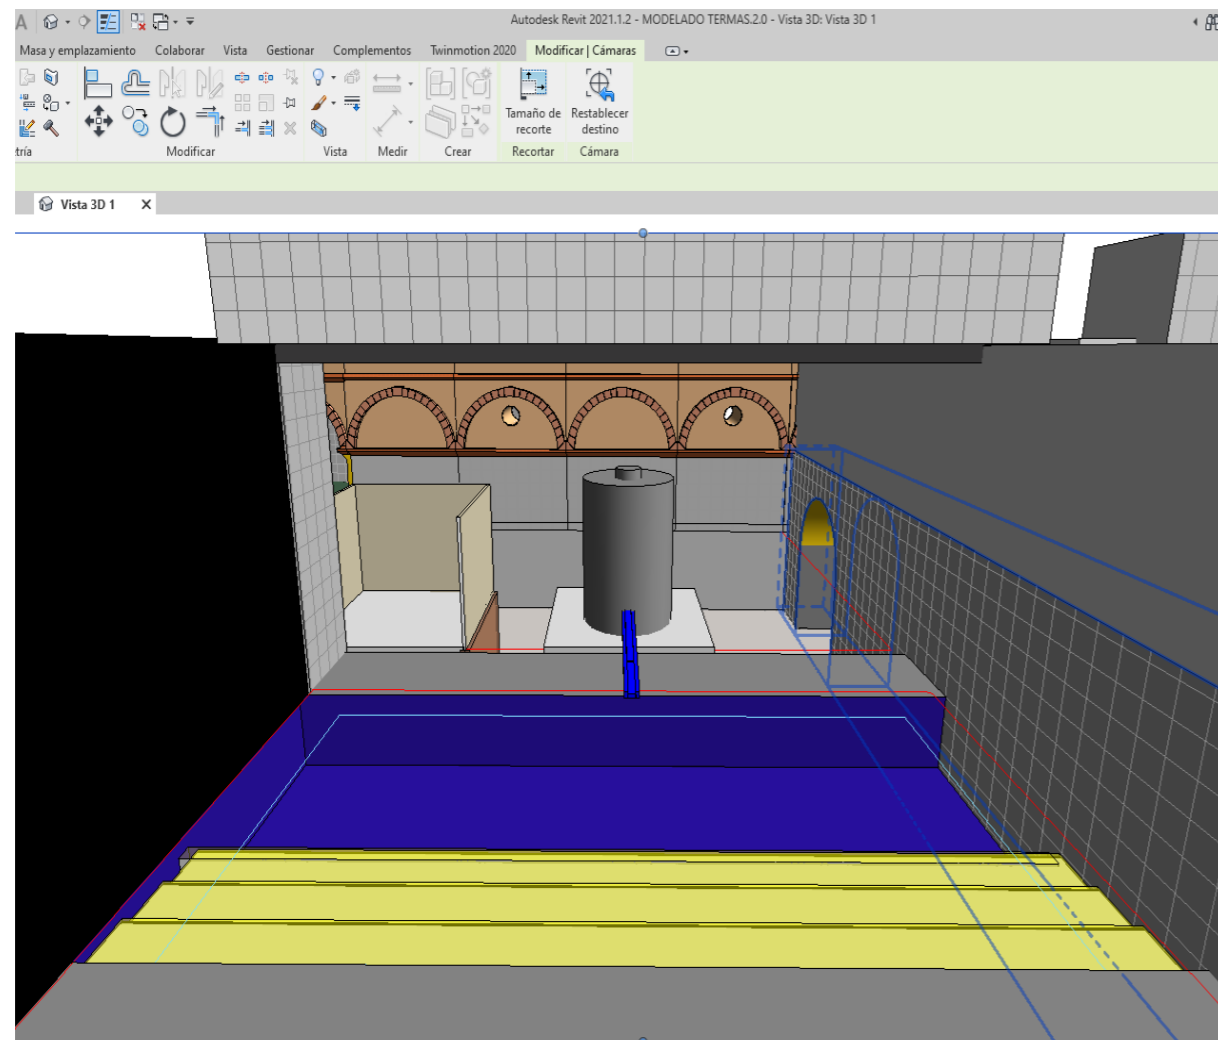 Autodesk Revit 2021.1.2 - MODELADO TERMAS.2.0 - Vista 3D: Vista 3D 1
Masa y emplazamiento Colaborar Vista Gestionar Complementos Twinmotion 2020 Modificar | Cámaras
Tamaño de recorte Restablecer destino
tría Modificar Vista Medir Crear Recortar Cámara
Vista 3D 1 X